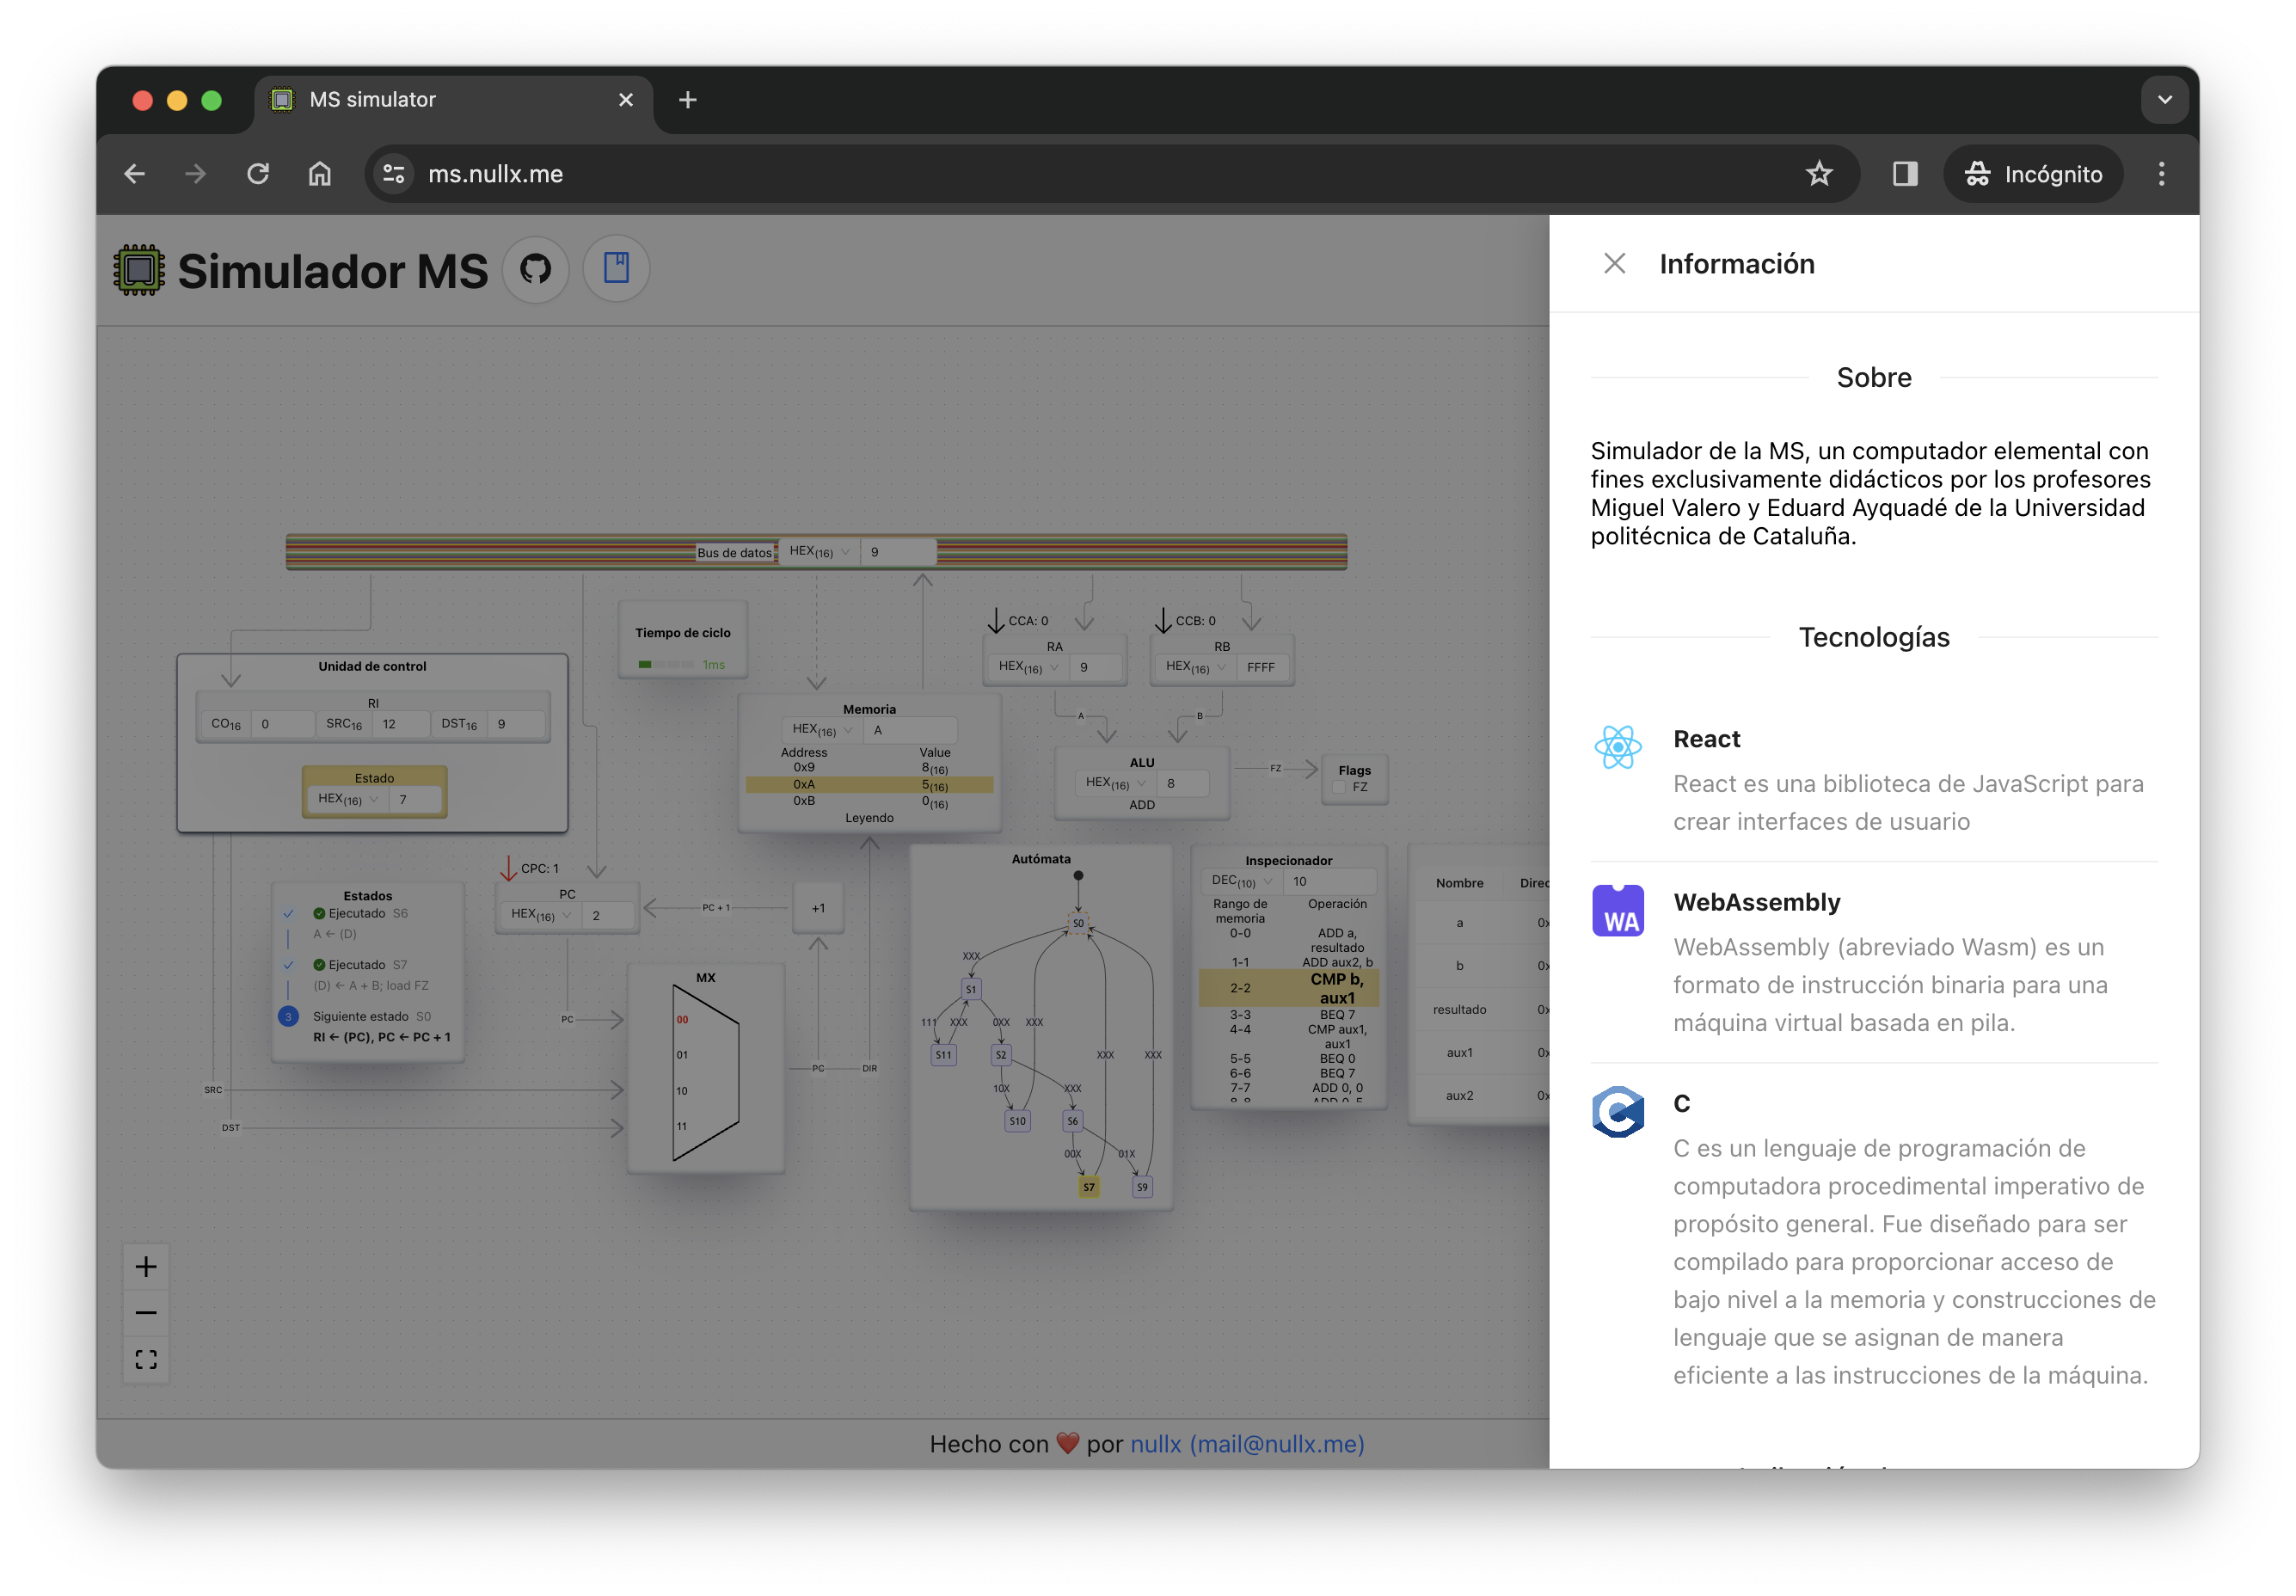 MS simulator
ms.nullx.me
Incógnito
Simulador MS
Bus de datos HEX(16) 9
Tiempo de ciclo
1ms
CCA: 0
RA
HEX(16) 9
CCB: 0
RB
HEX(16) FFFF
Unidad de control
RI
CO16 0 SRC16 12 DST16 9
Estado
HEX(16) 7
Memoria
HEX(16) A
Address Value
0x9 8(16)
0xA 5(16)
0xB 0(16)
Leyendo
A
B
ALU
HEX(16) 8
ADD
FZ
Flags
FZ
Estados
Ejecutado S6
A ← (D)
Ejecutado S7
(D) ← A + B; load FZ
3 Siguiente estado S0
RI ← (PC), PC ← PC + 1
CPC: 1
PC
HEX(16) 2
PC + 1
+1
MX
00
01
10
11
PC
SRC
DST
PC
DIR
Autómata
S0
XXX
S1
111 XXX 0XX XXX
S11 S2 XXX XXX
10X XXX
S10 S6
00X 01X
S7 S9
Inspecionador
DEC(10) 10
Rango de memoria Operación
0-0 ADD a, resultado
1-1 ADD aux2, b
2-2 CMP b, aux1
3-3 BEQ 7
4-4 CMP aux1, aux1
5-5 BEQ 0
6-6 BEQ 7
7-7 ADD 0, 0
8-8 ADD 0, 5
Nombre Direc
a 0x
b 0x
resultado 0x
aux1 0x
aux2 0x
Hecho con ❤️ por nullx (mail@nullx.me)
Información
Sobre
Simulador de la MS, un computador elemental con
fines exclusivamente didácticos por los profesores
Miguel Valero y Eduard Ayquadé de la Universidad
politécnica de Cataluña.
Tecnologías
React
React es una biblioteca de JavaScript para
crear interfaces de usuario
WA
WebAssembly
WebAssembly (abreviado Wasm) es un
formato de instrucción binaria para una
máquina virtual basada en pila.
C
C
C es un lenguaje de programación de
computadora procedimental imperativo de
propósito general. Fue diseñado para ser
compilado para proporcionar acceso de
bajo nivel a la memoria y construcciones de
lenguaje que se asignan de manera
eficiente a las instrucciones de la máquina.